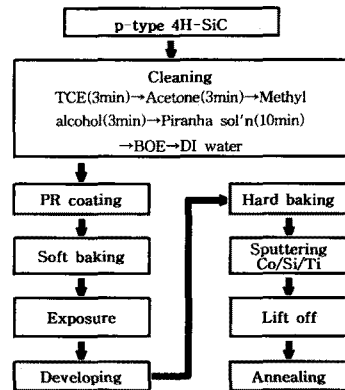 p-type 4H-SiC
Cleaning
TCE(3min)→Acetone(3min)→Methyl
alcohol(3min)→Piranha sol'n(10min)
→BOE→DI water
PR coating
Soft baking
Exposure
Developing
Hard baking
Sputtering
Co/Si/Ti
Lift off
Annealing